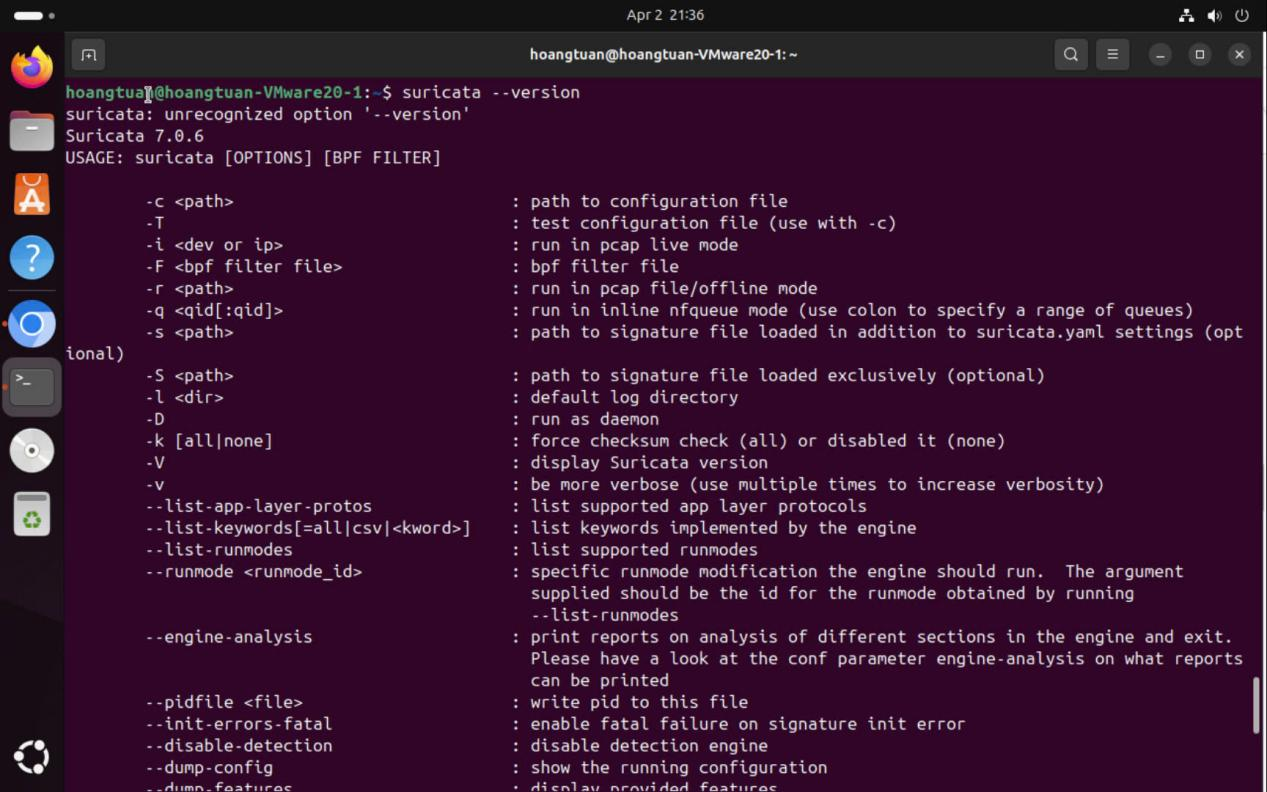 Apr 2 21:36
hoangtuan@hoangtuan-VMware20-1: ~
hoangtuan@hoangtuan-VMware20-1:~$ suricata --version
suricata: unrecognized option '--version'
Suricata 7.0.6
USAGE: suricata [OPTIONS] [BPF FILTER]
-c <path> : path to configuration file
-T : test configuration file (use with -c)
-i <dev or ip> : run in pcap live mode
-F <bpf filter file> : bpf filter file
-r <path> : run in pcap file/offline mode
-q <qid[:qid]> : run in inline nfqueue mode (use colon to specify a range of queues)
-s <path> : path to signature file loaded in addition to suricata.yaml settings (opt
ional)
-S <path> : path to signature file loaded exclusively (optional)
-l <dir> : default log directory
-D : run as daemon
-k [all|none] : force checksum check (all) or disabled it (none)
-V : display Suricata version
-v : be more verbose (use multiple times to increase verbosity)
--list-app-layer-protos : list supported app layer protocols
--list-keywords[=all|csv|<kword>] : list keywords implemented by the engine
--list-runmodes : list supported runmodes
--runmode <runmode_id> : specific runmode modification the engine should run. The argument
supplied should be the id for the runmode obtained by running
--list-runmodes
--engine-analysis : print reports on analysis of different sections in the engine and exit.
Please have a look at the conf parameter engine-analysis on what reports
can be printed
--pidfile <file> : write pid to this file
--init-errors-fatal : enable fatal failure on signature init error
--disable-detection : disable detection engine
--dump-config : show the running configuration
--dump-features : display provided features